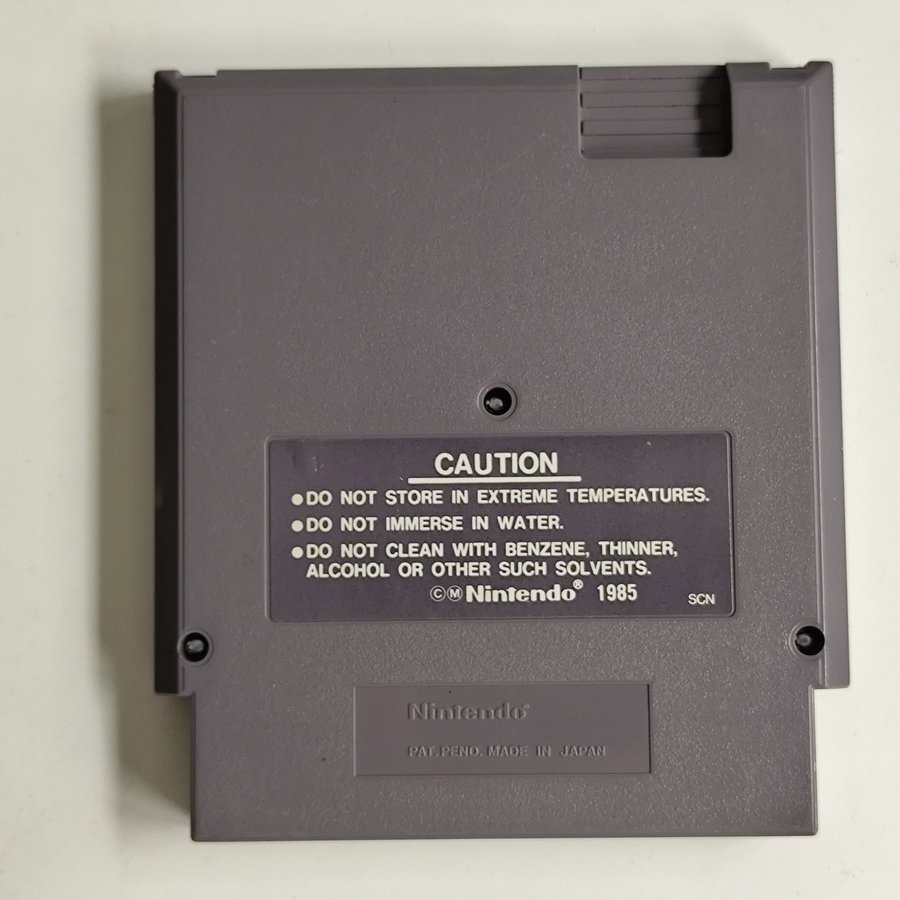 CAUTION
●DO NOT STORE IN EXTREME TEMPERATURES.
●DO NOT IMMERSE IN WATER.
●DO NOT CLEAN WITH BENZENE, THINNER,
ALCOHOL OR OTHER SUCH SOLVENTS.
©Ⓜ Nintendo® 1985
SCN
Nintendo®
PAT. PEND. MADE IN JAPAN